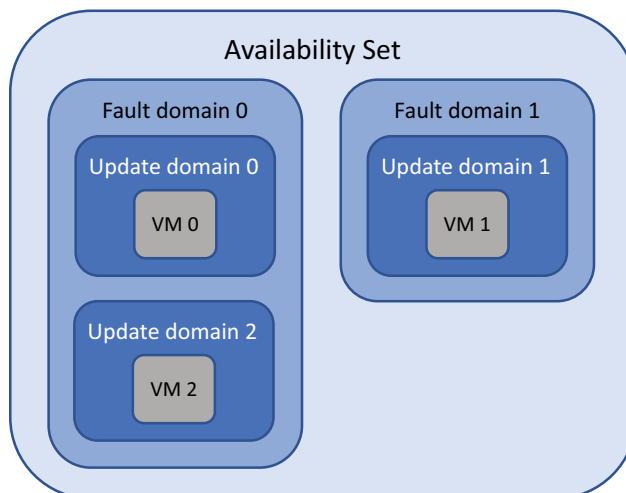 Availability Set
Fault domain 0
Update domain 0
VM 0
Update domain 2
VM 2
Fault domain 1
Update domain 1
VM 1